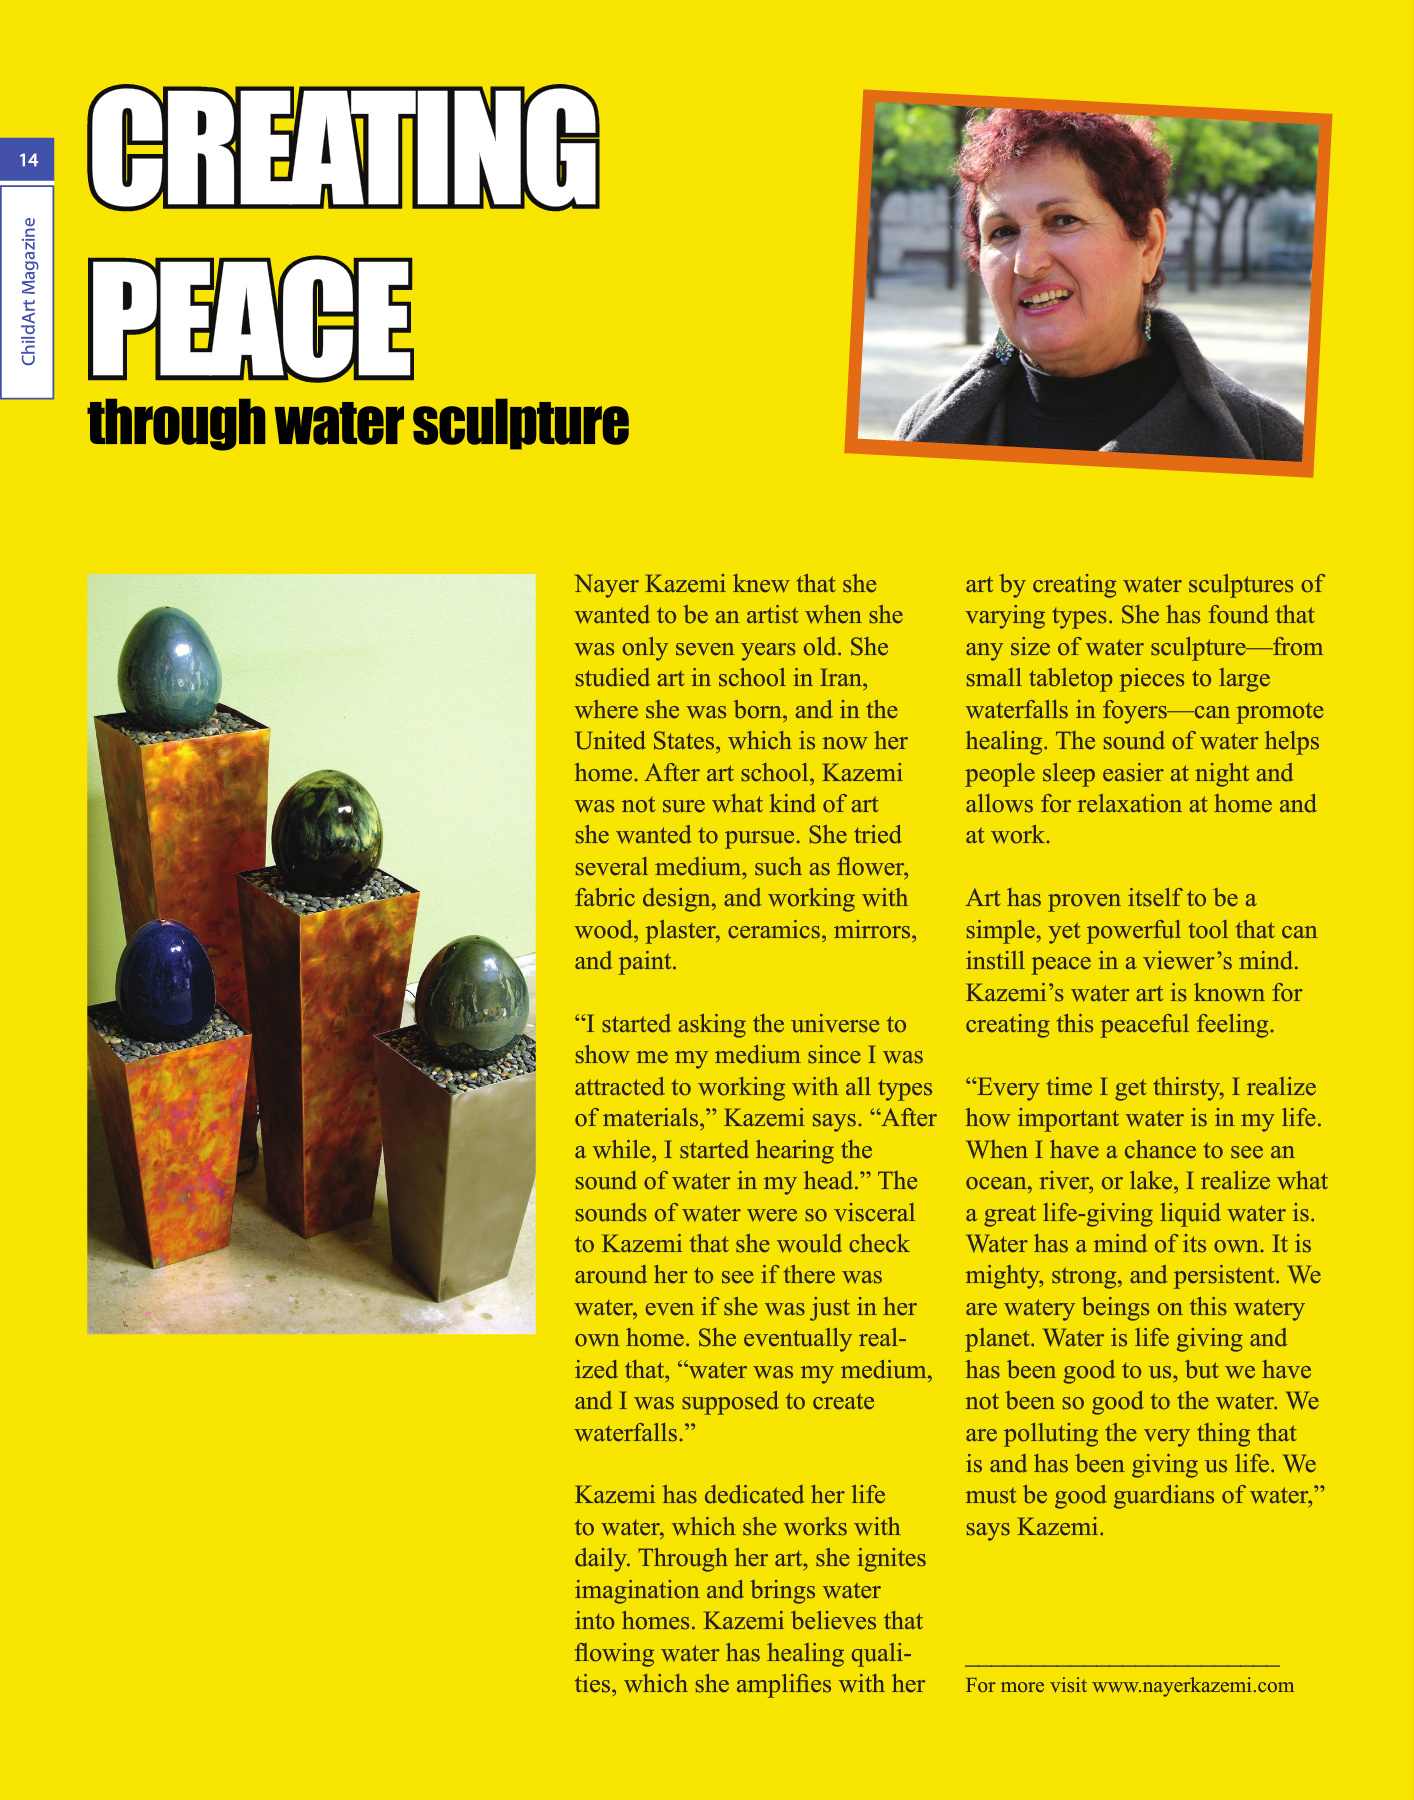 14
ChildArt Magazine
CREATING
PEACE
through water sculpture
Nayer Kazemi knew that she
wanted to be an artist when she
was only seven years old. She
studied art in school in Iran,
where she was born, and in the
United States, which is now her
home. After art school, Kazemi
was not sure what kind of art
she wanted to pursue. She tried
several medium, such as flower,
fabric design, and working with
wood, plaster, ceramics, mirrors,
and paint.
“I started asking the universe to
show me my medium since I was
attracted to working with all types
of materials,” Kazemi says. “After
a while, I started hearing the
sound of water in my head.” The
sounds of water were so visceral
to Kazemi that she would check
around her to see if there was
water, even if she was just in her
own home. She eventually real-
ized that, “water was my medium,
and I was supposed to create
waterfalls.”
Kazemi has dedicated her life
to water, which she works with
daily. Through her art, she ignites
imagination and brings water
into homes. Kazemi believes that
flowing water has healing quali-
ties, which she amplifies with her
art by creating water sculptures of
varying types. She has found that
any size of water sculpture—from
small tabletop pieces to large
waterfalls in foyers—can promote
healing. The sound of water helps
people sleep easier at night and
allows for relaxation at home and
at work.
Art has proven itself to be a
simple, yet powerful tool that can
instill peace in a viewer’s mind.
Kazemi’s water art is known for
creating this peaceful feeling.
“Every time I get thirsty, I realize
how important water is in my life.
When I have a chance to see an
ocean, river, or lake, I realize what
a great life-giving liquid water is.
Water has a mind of its own. It is
mighty, strong, and persistent. We
are watery beings on this watery
planet. Water is life giving and
has been good to us, but we have
not been so good to the water. We
are polluting the very thing that
is and has been giving us life. We
must be good guardians of water,”
says Kazemi.
For more visit www.nayerkazemi.com